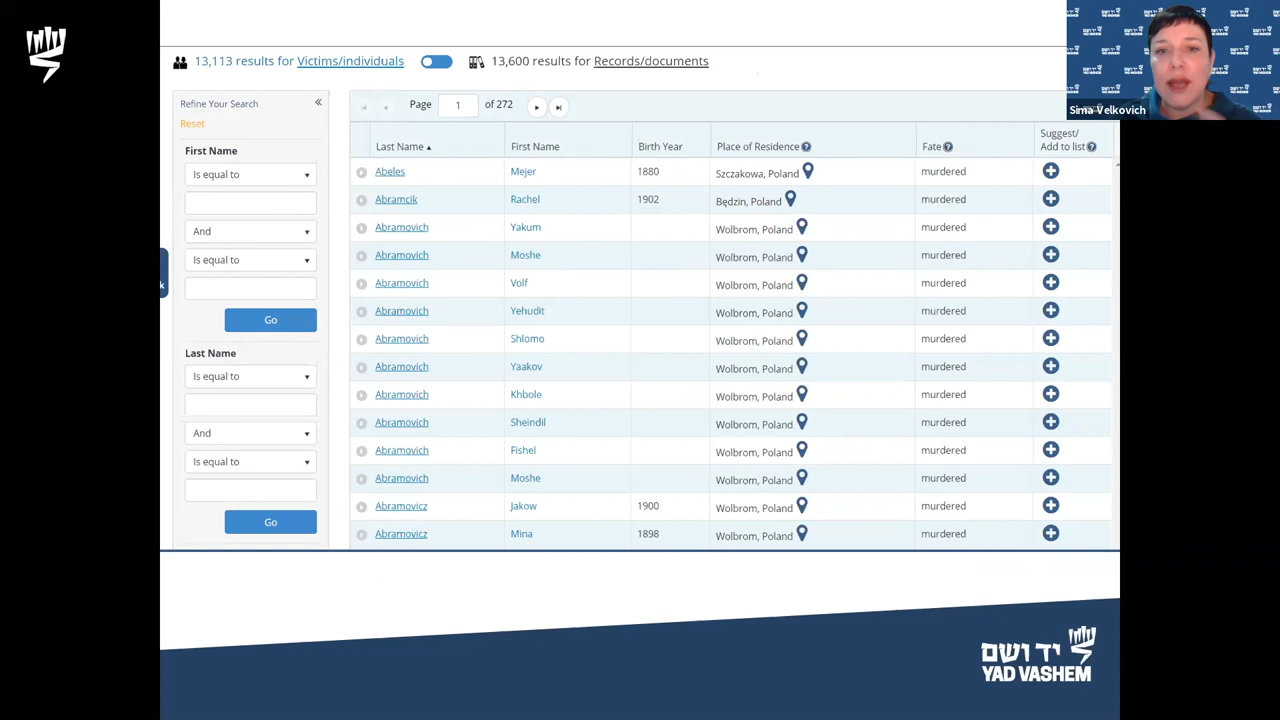 13,113 results for Victims/individuals 13,600 results for Records/documents
יד ושם
YAD VASHEM
Sima Velkovich
Refine Your Search
Reset
First Name
Is equal to
And
Is equal to
Go
Last Name
Is equal to
And
Is equal to
Go
Page 1 of 272
Last Name First Name Birth Year Place of Residence Fate Suggest/
Add to list
Abeles Mejer 1880 Szczakowa, Poland murdered
Abramcik Rachel 1902 Będzin, Poland murdered
Abramovich Yakum Wolbrom, Poland murdered
Abramovich Moshe Wolbrom, Poland murdered
Abramovich Volf Wolbrom, Poland murdered
Abramovich Yehudit Wolbrom, Poland murdered
Abramovich Shlomo Wolbrom, Poland murdered
Abramovich Yaakov Wolbrom, Poland murdered
Abramovich Khbole Wolbrom, Poland murdered
Abramovich Sheindil Wolbrom, Poland murdered
Abramovich Fishel Wolbrom, Poland murdered
Abramovich Moshe Wolbrom, Poland murdered
Abramovicz Jakow 1900 Wolbrom, Poland murdered
Abramovicz Mina 1898 Wolbrom, Poland murdered
יד ושם
YAD VASHEM